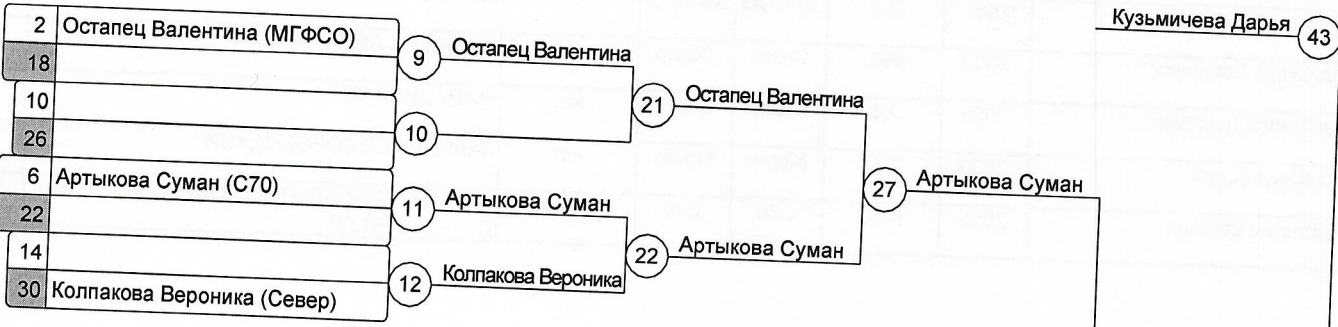 Кузьмичева Дарья 43
2 Остапец Валентина (МГФСО)
18
9 Остапец Валентина
10
26
10
21 Остапец Валентина
6 Артыкова Суман (С70)
22
11 Артыкова Суман
27 Артыкова Суман
14
30 Колпакова Вероника (Север)
12 Колпакова Вероника
22 Артыкова Суман